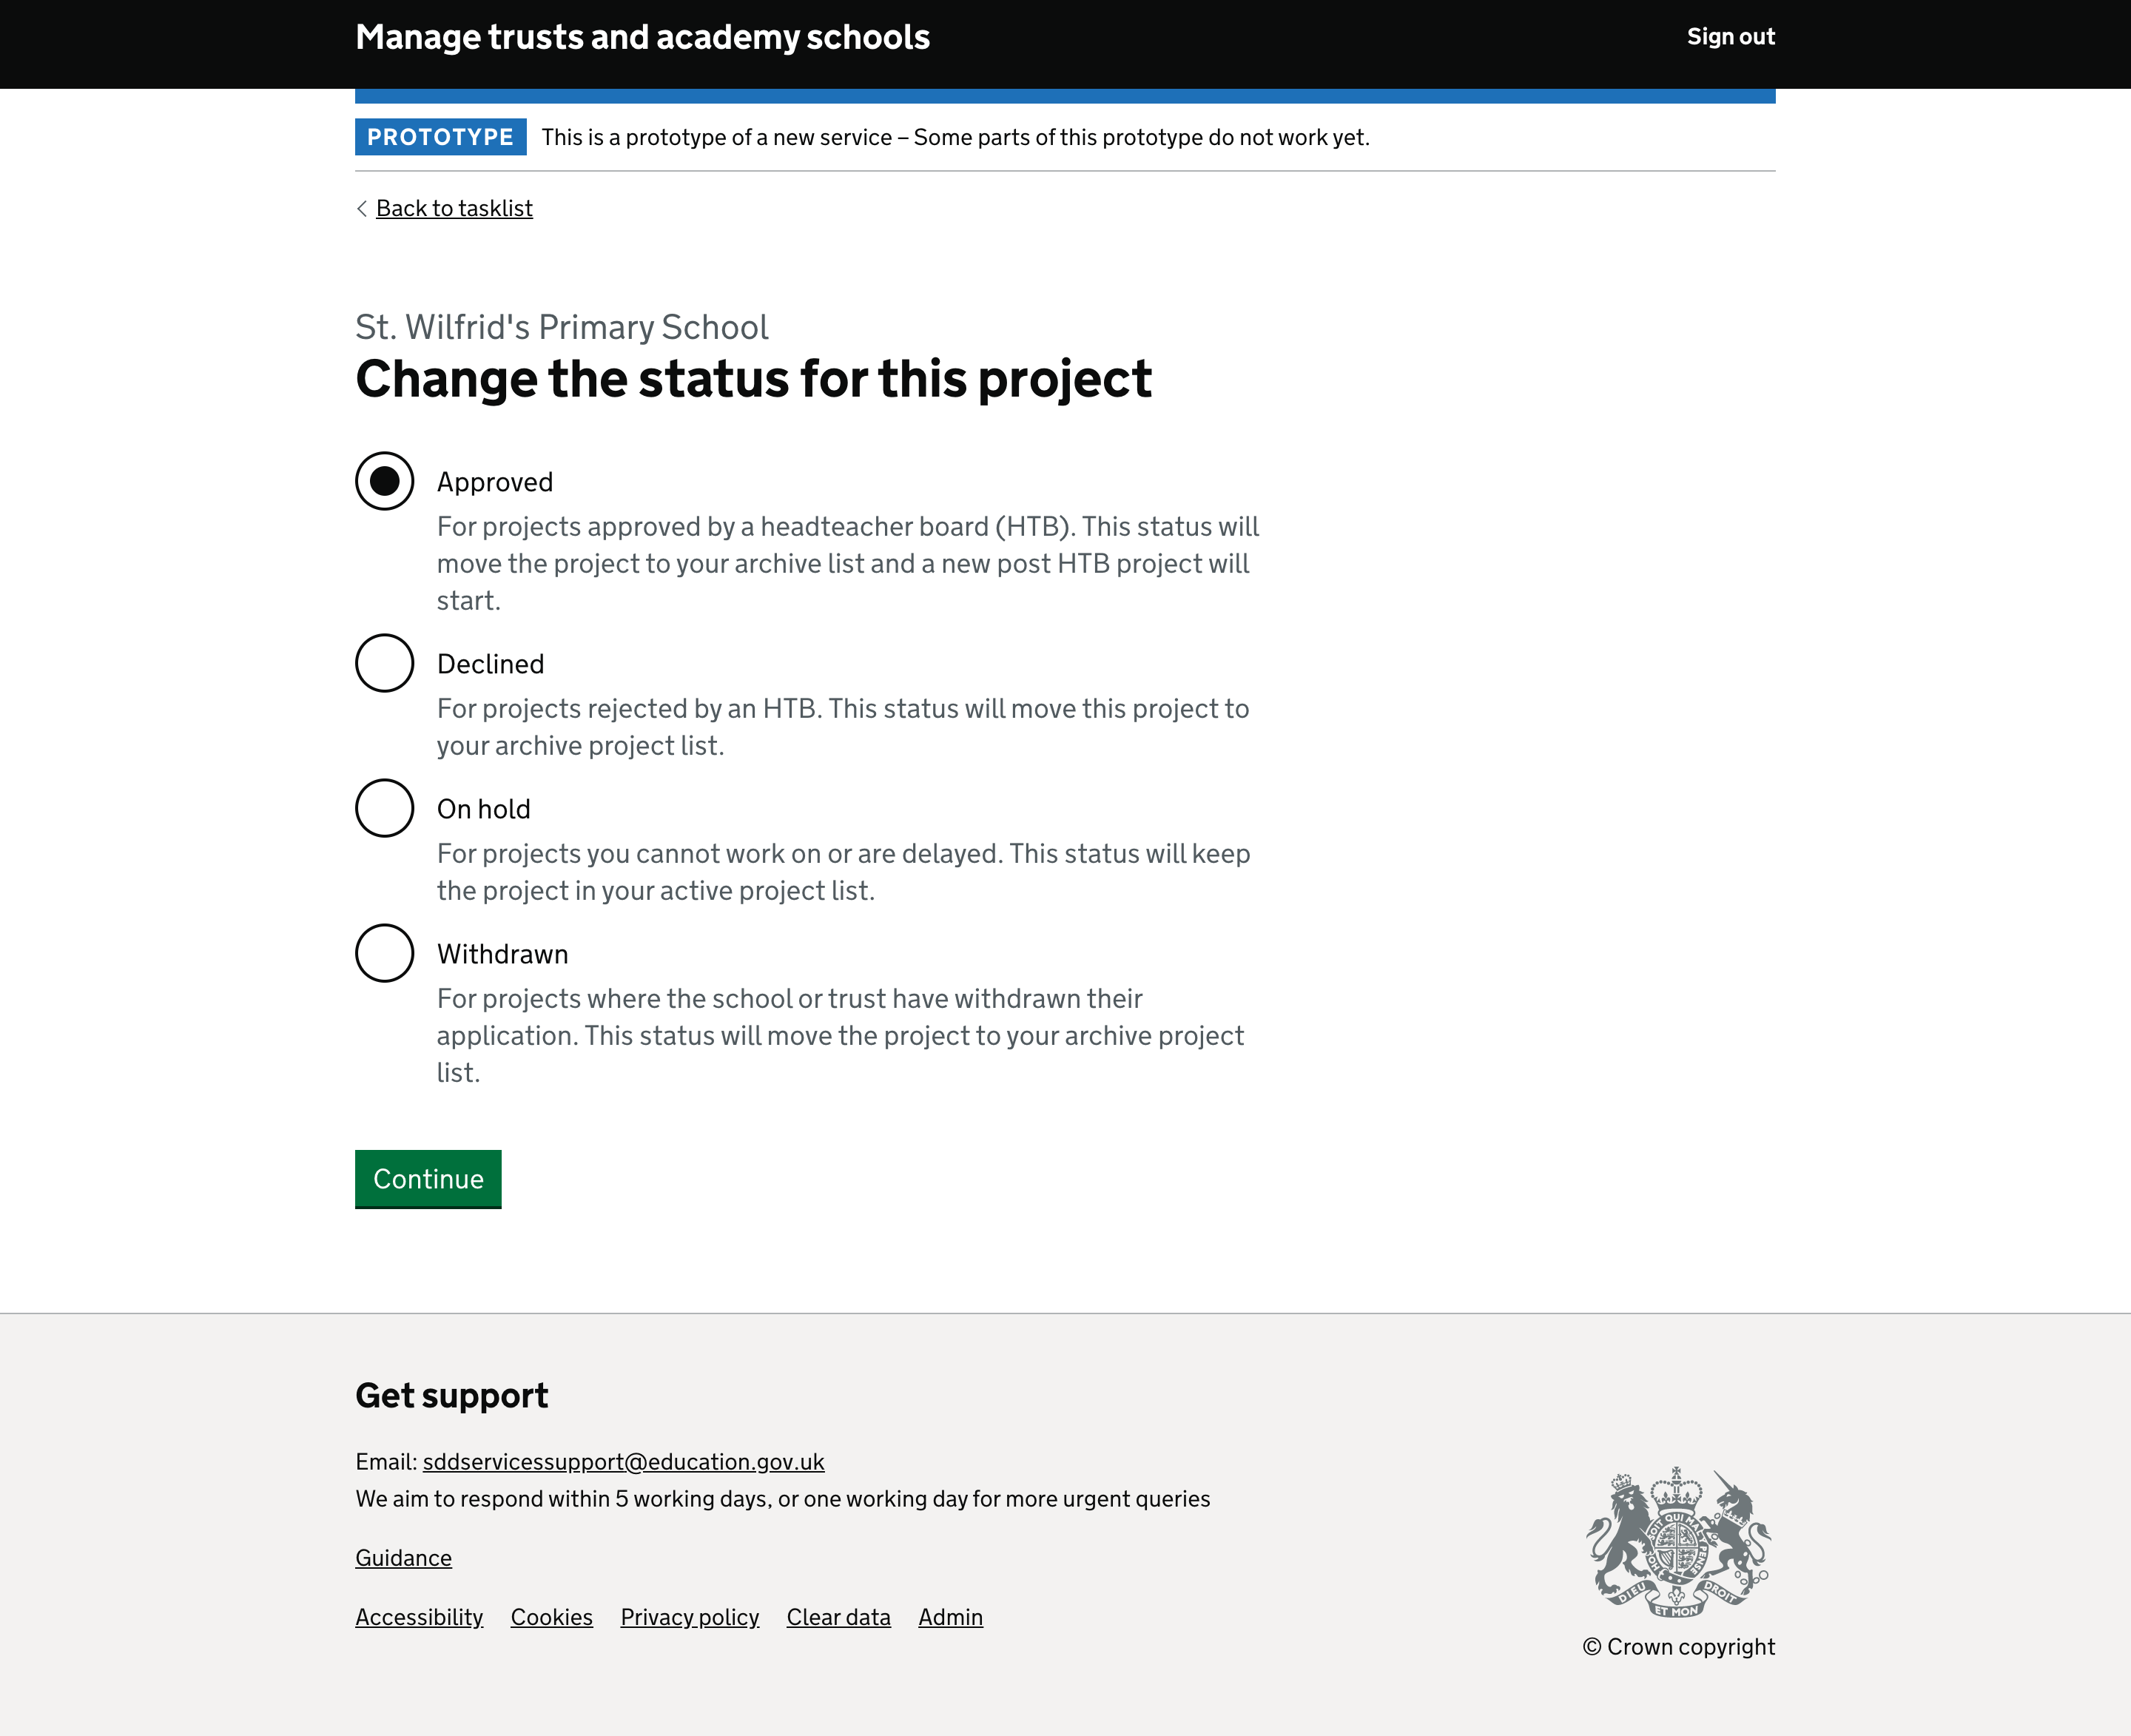 Manage trusts and academy schools
Sign out
PROTOTYPE This is a prototype of a new service – Some parts of this prototype do not work yet.
Back to tasklist
St. Wilfrid's Primary School
Change the status for this project
Approved
For projects approved by a headteacher board (HTB). This status will
move the project to your archive list and a new post HTB project will
start.
Declined
For projects rejected by an HTB. This status will move this project to
your archive project list.
On hold
For projects you cannot work on or are delayed. This status will keep
the project in your active project list.
Withdrawn
For projects where the school or trust have withdrawn their
application. This status will move the project to your archive project
list.
Continue
Get support
Email: sddservicessupport@education.gov.uk
We aim to respond within 5 working days, or one working day for more urgent queries
Guidance
Accessibility Cookies Privacy policy Clear data Admin
DIEU ET MON DROIT
© Crown copyright